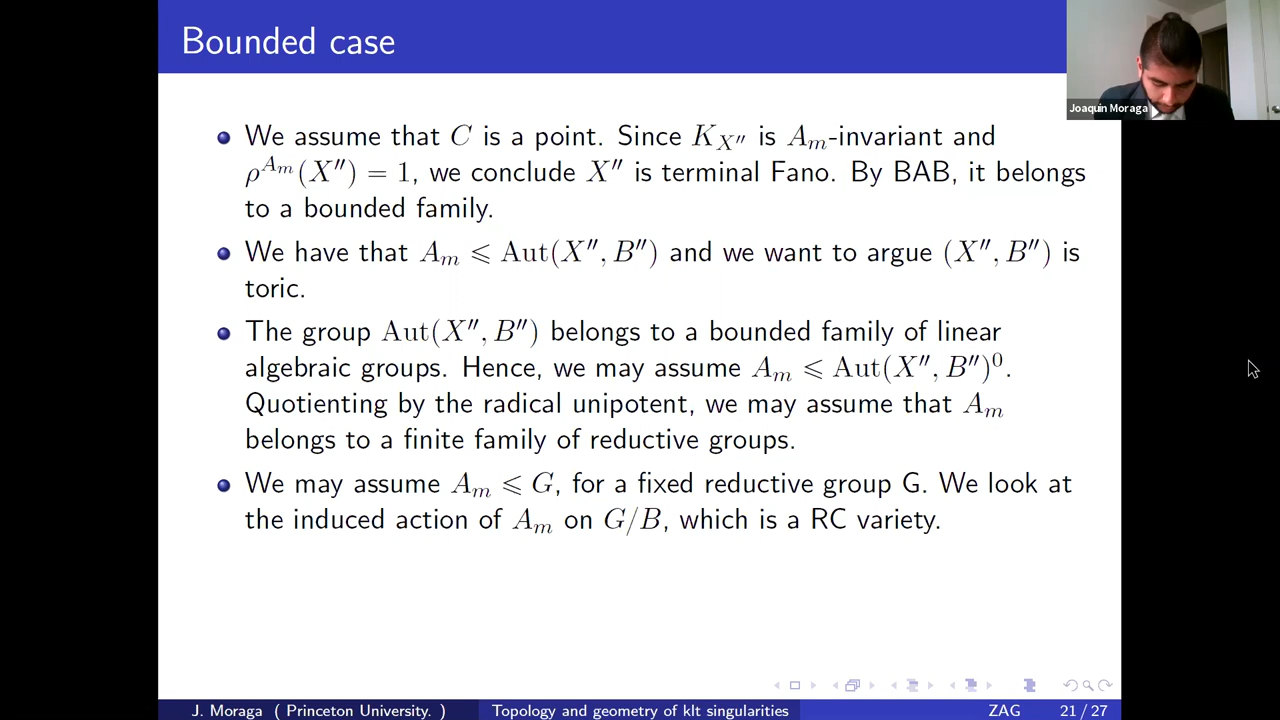 Bounded case
Joaquín Moraga
We assume that C is a point. Since K_{X''} is A_m-invariant and
ρ^{A_m}(X'') = 1, we conclude X'' is terminal Fano. By BAB, it belongs
to a bounded family.
We have that A_m ⩽ Aut(X'', B'') and we want to argue (X'', B'') is
toric.
The group Aut(X'', B'') belongs to a bounded family of linear
algebraic groups. Hence, we may assume A_m ⩽ Aut(X'', B'')^0.
Quotienting by the radical unipotent, we may assume that A_m
belongs to a finite family of reductive groups.
We may assume A_m ⩽ G, for a fixed reductive group G. We look at
the induced action of A_m on G/B, which is a RC variety.
J. Moraga ( Princeton University. ) Topology and geometry of klt singularities ZAG 21 / 27